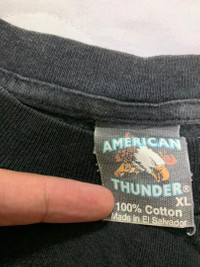 AMERICAN
THUNDER®
XL
100% Cotton
Made in El Salvador